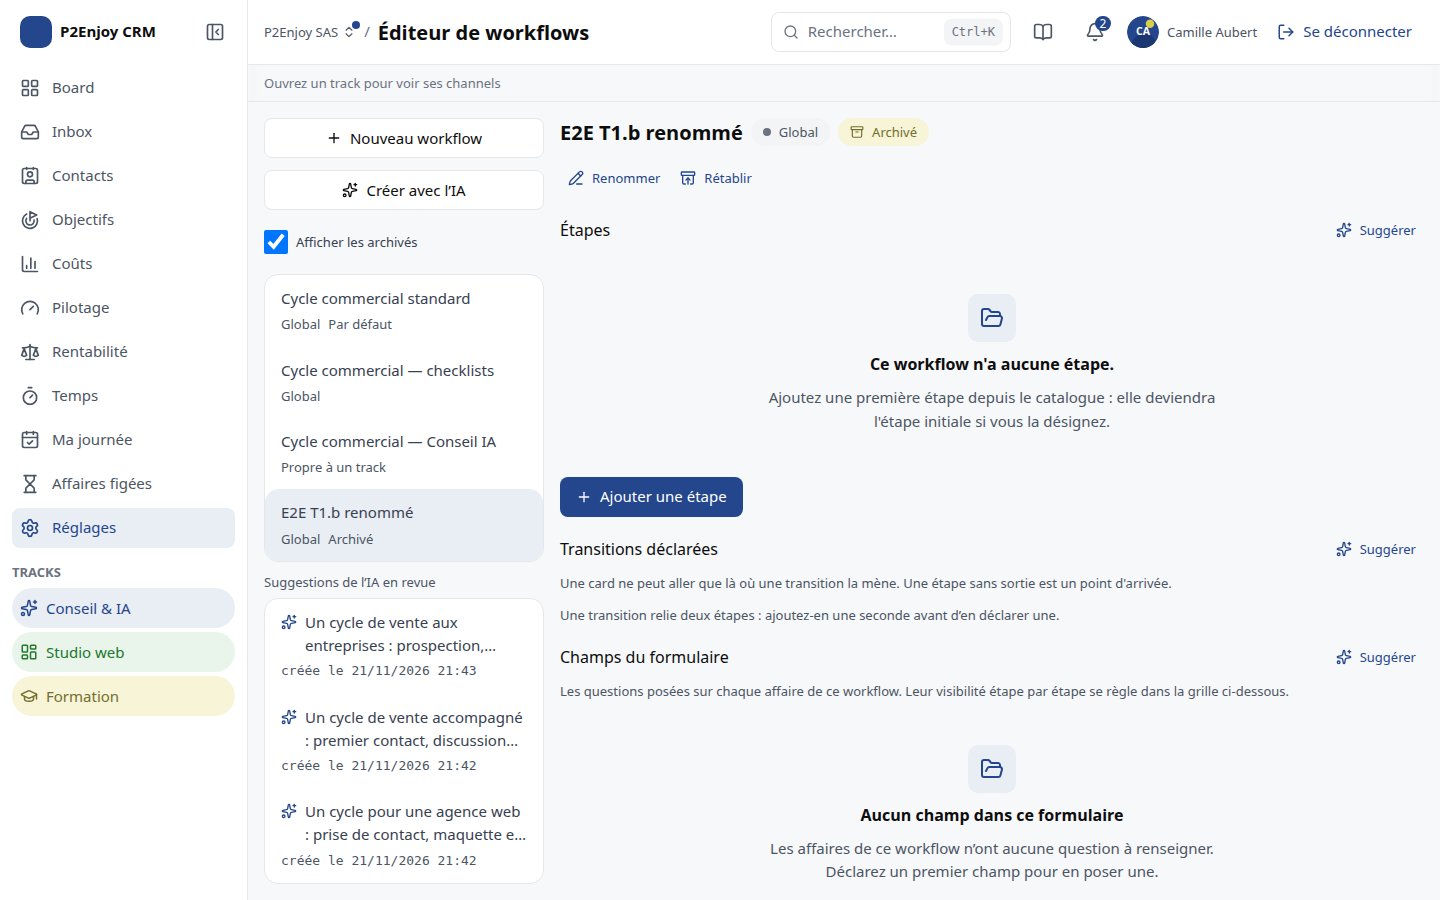 P2Enjoy CRM
Board
Inbox
Contacts
Objectifs
Coûts
Pilotage
Rentabilité
Temps
Ma journée
Affaires figées
Réglages
TRACKS
Conseil & IA
Studio web
Formation
P2Enjoy SAS / Éditeur de workflows
Rechercher... Ctrl+K
2
CA Camille Aubert
Se déconnecter
Ouvrez un track pour voir ses channels
Nouveau workflow
Créer avec l'IA
Afficher les archivés
Cycle commercial standard
Global Par défaut
Cycle commercial — checklists
Global
Cycle commercial — Conseil IA
Propre à un track
E2E T1.b renommé
Global Archivé
Suggestions de l'IA en revue
Un cycle de vente aux
entreprises : prospection,...
créée le 21/11/2026 21:43
Un cycle de vente accompagné
: premier contact, discussion...
créée le 21/11/2026 21:42
Un cycle pour une agence web
: prise de contact, maquette e...
créée le 21/11/2026 21:42
E2E T1.b renommé Global Archivé
Renommer Rétablir
Étapes Suggérer
Ce workflow n'a aucune étape.
Ajoutez une première étape depuis le catalogue : elle deviendra
l'étape initiale si vous la désignez.
Ajouter une étape
Transitions déclarées Suggérer
Une card ne peut aller que là où une transition la mène. Une étape sans sortie est un point d'arrivée.
Une transition relie deux étapes : ajoutez-en une seconde avant d'en déclarer une.
Champs du formulaire Suggérer
Les questions posées sur chaque affaire de ce workflow. Leur visibilité étape par étape se règle dans la grille ci-dessous.
Aucun champ dans ce formulaire
Les affaires de ce workflow n'ont aucune question à renseigner.
Déclarez un premier champ pour en poser une.